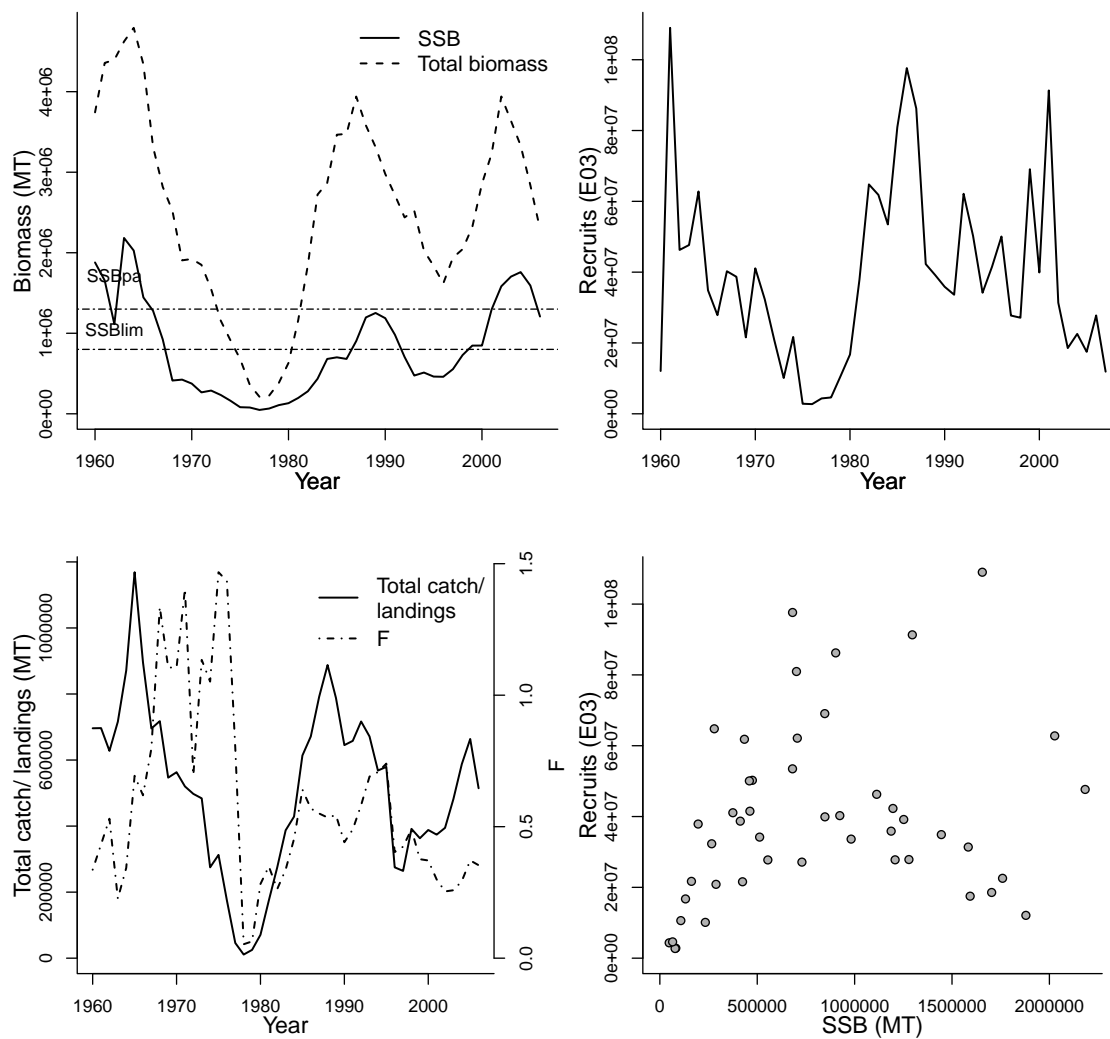 SSB
Total biomass
SSBpa
SSBlim
Biomass (MT)
0e+00 1e+06 2e+06 3e+06 4e+06
1960 1970 1980 1990 2000
Year
Recruits (E03)
0e+00 2e+07 4e+07 6e+07 8e+07 1e+08
1960 1970 1980 1990 2000
Year
Total catch/
landings
F
Total catch/ landings (MT)
0 200000 600000 1000000
F
0.0 0.5 1.0 1.5
1960 1970 1980 1990 2000
Year
Recruits (E03)
0e+00 2e+07 4e+07 6e+07 8e+07 1e+08
0 500000 1000000 1500000 2000000
SSB (MT)